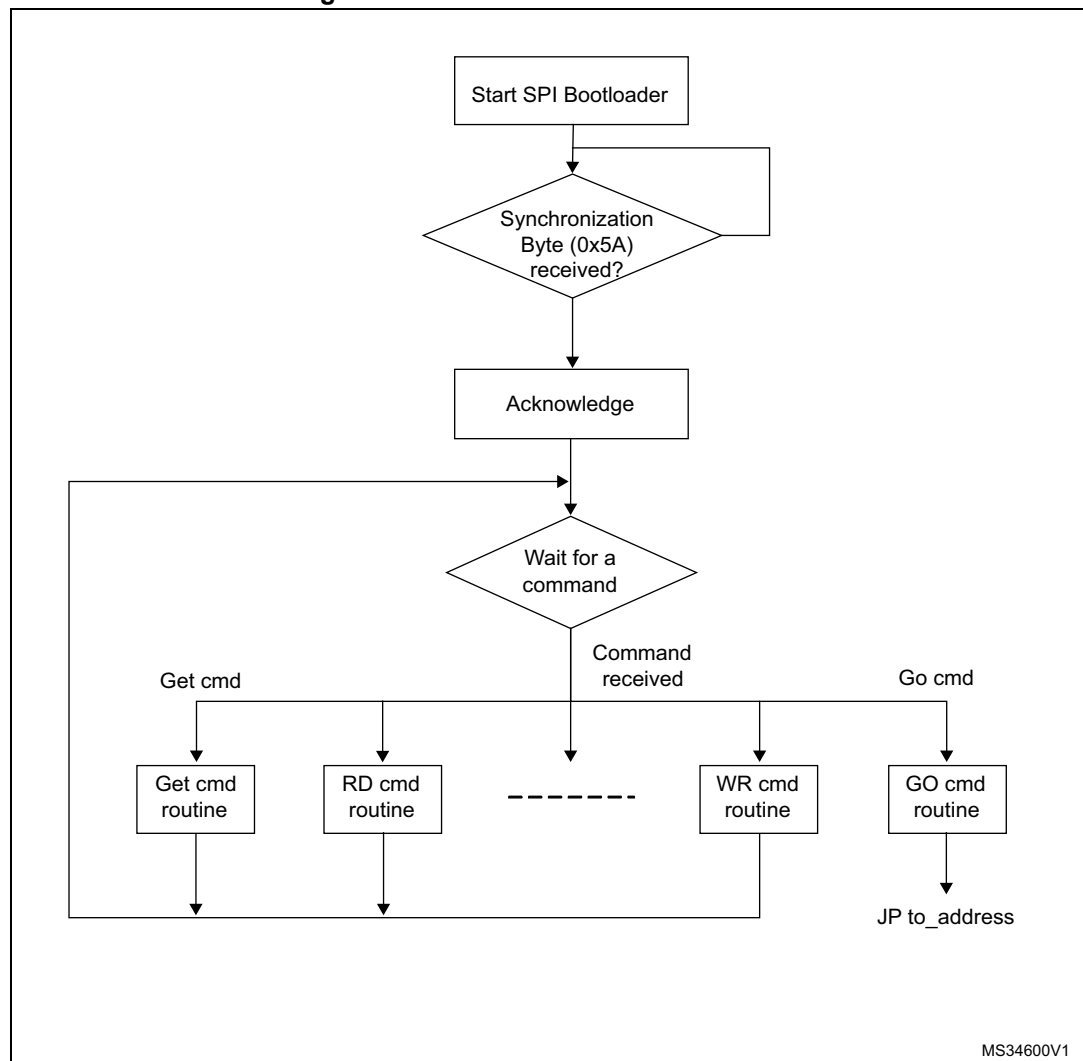 Start SPI Bootloader
Synchronization
Byte (0x5A)
received?
Acknowledge
Wait for a
command
Command
received
Get cmd
Go cmd
Get cmd
routine
RD cmd
routine
WR cmd
routine
GO cmd
routine
JP to_address
MS34600V1